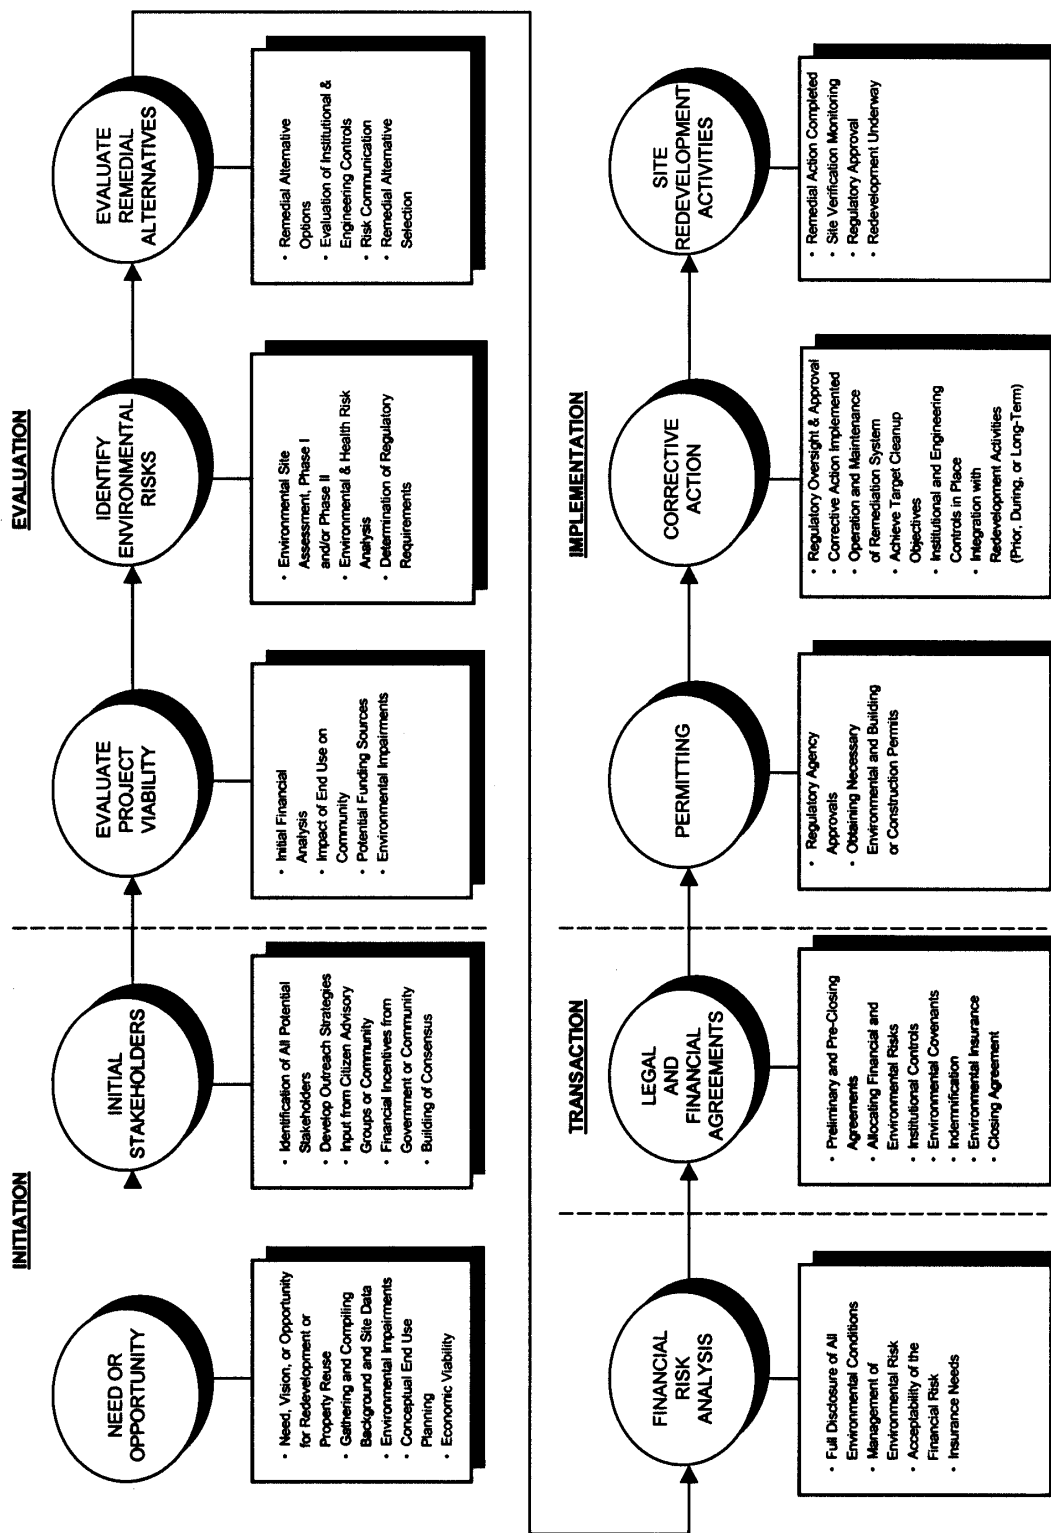 INITIATION
NEED OR
OPPORTUNITY
• Need, Vision, or Opportunity
for Redevelopment or
Property Reuse
• Gathering and Compiling
Background and Site Data
• Environmental Impairments
• Conceptual End Use
Planning
• Economic Viability
INITIAL
STAKEHOLDERS
• Identification of All Potential
Stakeholders
• Develop Outreach Strategies
• Input from Citizen Advisory
Groups or Community
• Financial Incentives from
Government or Community
• Building of Consensus
EVALUATION
EVALUATE
PROJECT
VIABILITY
• Initial Financial
Analysis
• Impact of End Use on
Community
• Potential Funding Sources
• Environmental Impairments
IDENTIFY
ENVIRONMENTAL
RISKS
• Environmental Site
Assessment, Phase I
and/or Phase II
• Environmental & Health Risk
Analysis
• Determination of Regulatory
Requirements
EVALUATE
REMEDIAL
ALTERNATIVES
• Remedial Alternative
Options
• Evaluation of Institutional &
Engineering Controls
• Risk Communication
• Remedial Alternative
Selection
FINANCIAL
RISK
ANALYSIS
• Full Disclosure of All
Environmental Conditions
• Management of
Environmental Risk
• Acceptability of the
Financial Risk
• Insurance Needs
TRANSACTION
LEGAL
AND
FINANCIAL
AGREEMENTS
• Preliminary and Pre-Closing
Agreements
• Allocating Financial and
Environmental Risks
• Institutional Controls
• Environmental Covenants
• Indemnification
• Environmental Insurance
• Closing Agreement
IMPLEMENTATION
PERMITTING
• Regulatory Agency
Approvals
• Obtaining Necessary
Environmental and Building
or Construction Permits
CORRECTIVE
ACTION
• Regulatory Oversight & Approval
• Corrective Action Implemented
• Operation and Maintenance
of Remediation System
• Achieve Target Cleanup
Objectives
• Institutional and Engineering
Controls in Place
• Integration with
Redevelopment Activities
(Prior, During, or Long-Term)
SITE
REDEVELOPMENT
ACTIVITIES
• Remedial Action Completed
• Site Verification Monitoring
• Regulatory Approval
• Redevelopment Underway